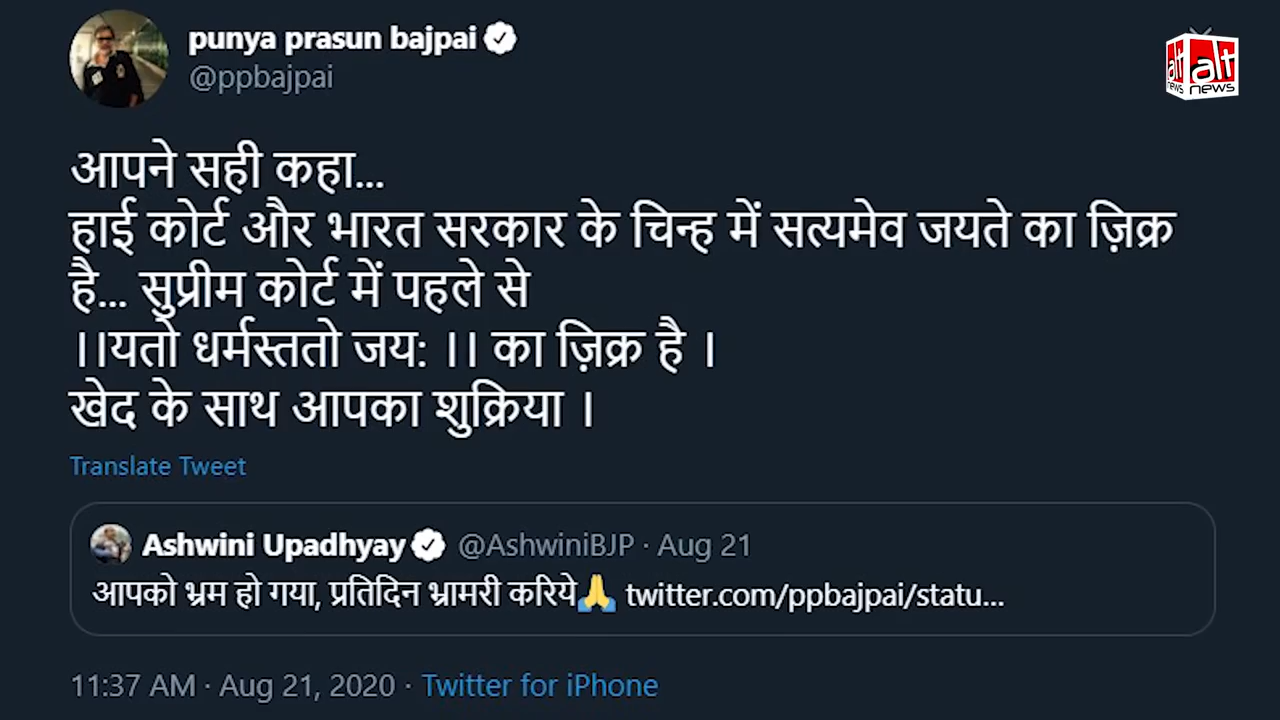 punya prasun bajpai
@ppbajpai
alt news
alt news
आपने सही कहा...
हाई कोर्ट और भारत सरकार के चिन्ह में सत्यमेव जयते का ज़िक्र
है... सुप्रीम कोर्ट में पहले से
।।यतो धर्मस्ततो जय: ।। का ज़िक्र है ।
खेद के साथ आपका शुक्रिया ।
Translate Tweet
Ashwini Upadhyay @AshwiniBJP · Aug 21
आपको भ्रम हो गया, प्रतिदिन भ्रामरी करिये🙏 twitter.com/ppbajpai/statu...
11:37 AM · Aug 21, 2020 · Twitter for iPhone